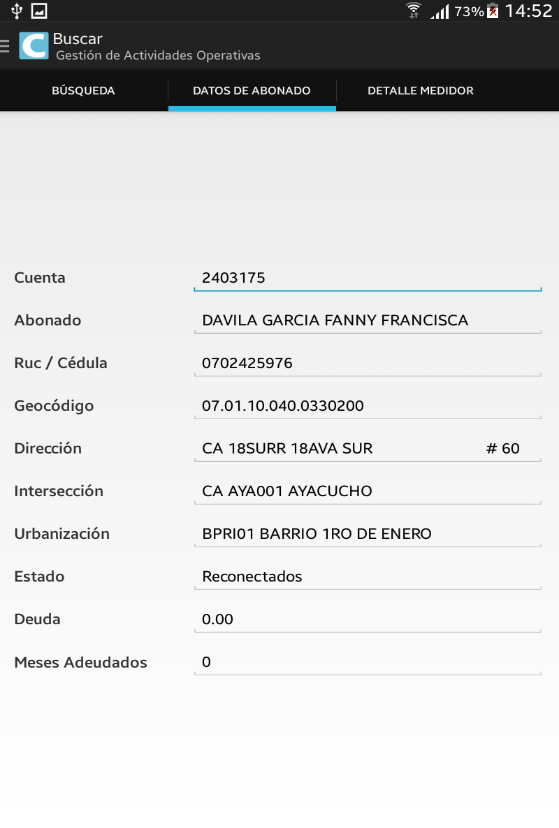 73% 14:52
C Buscar
Gestión de Actividades Operativas
BÚSQUEDA DATOS DE ABONADO DETALLE MEDIDOR
Cuenta 2403175
Abonado DAVILA GARCIA FANNY FRANCISCA
Ruc / Cédula 0702425976
Geocódigo 07.01.10.040.0330200
Dirección CA 18SURR 18AVA SUR # 60
Intersección CA AYA001 AYACUCHO
Urbanización BPRI01 BARRIO 1RO DE ENERO
Estado Reconectados
Deuda 0.00
Meses Adeudados 0